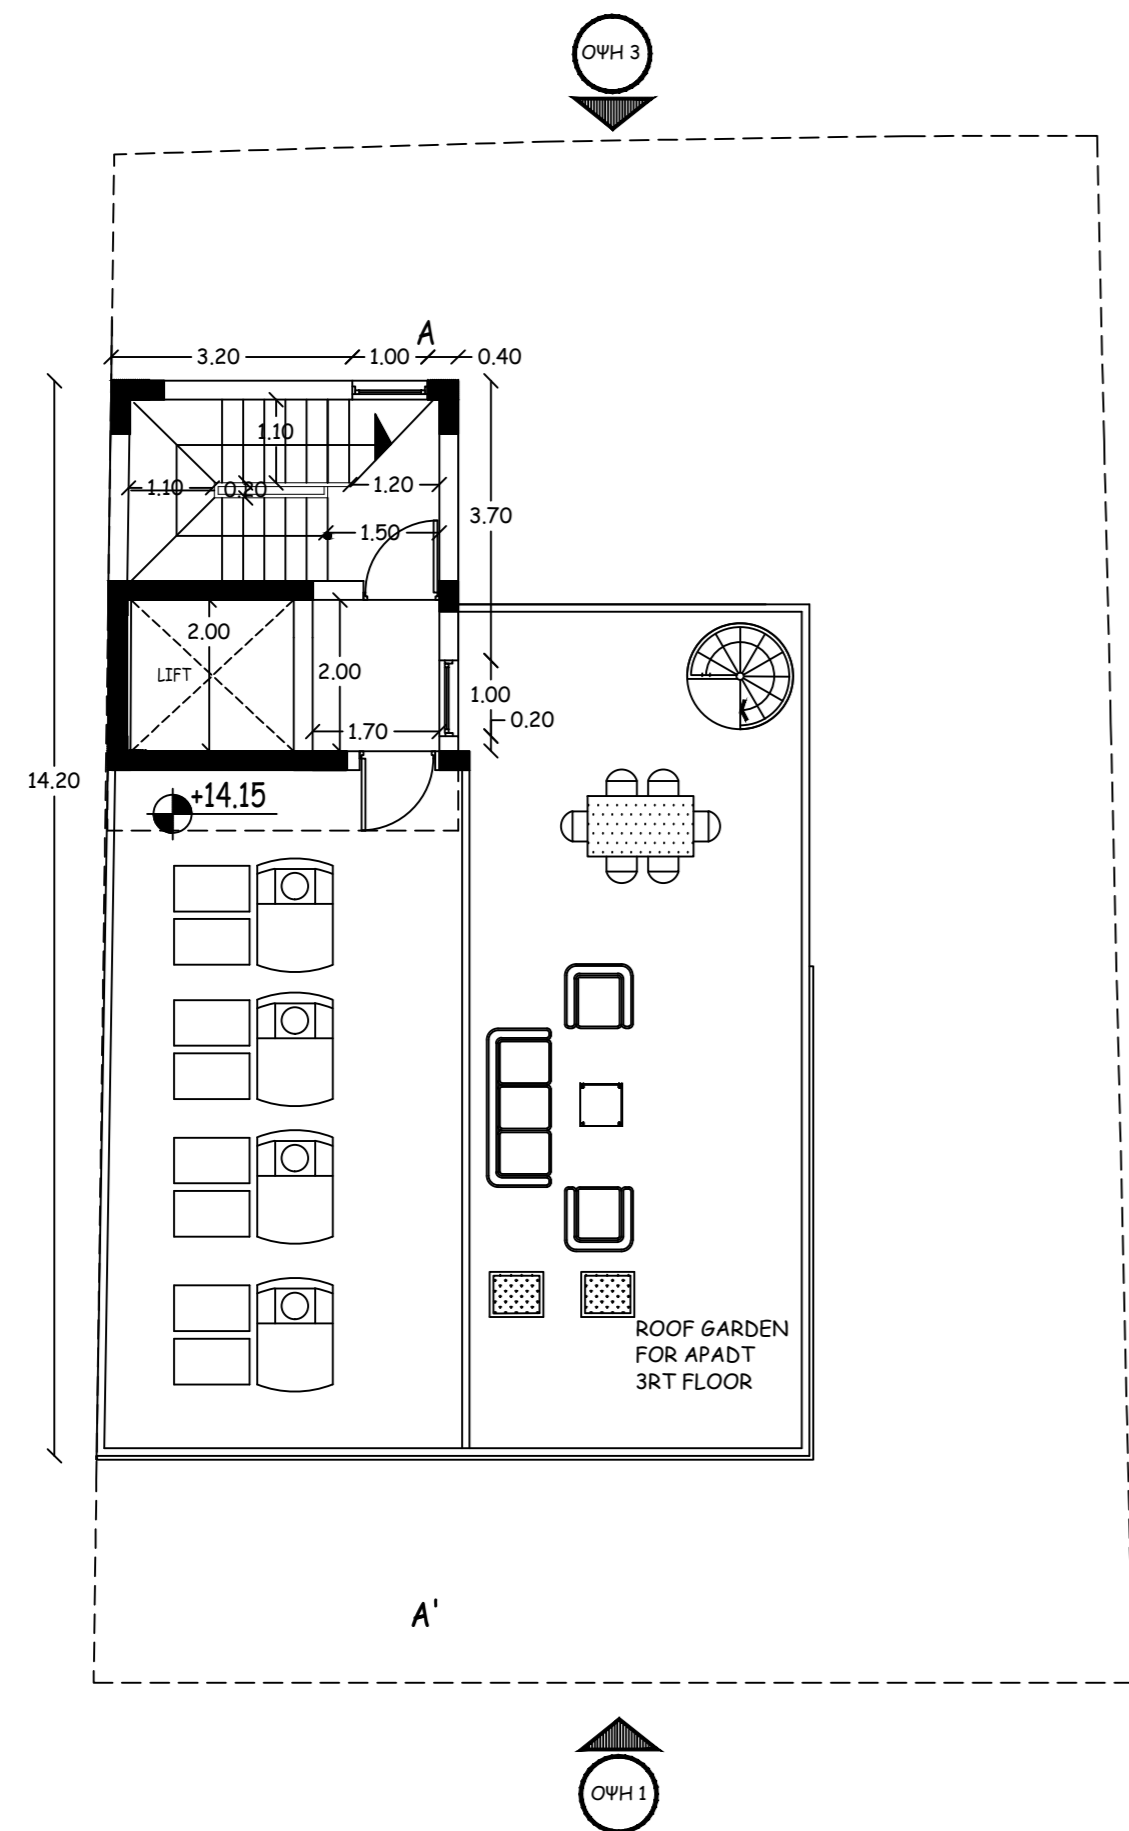 ΟΨΗ 3
A
3.20
1.00
0.40
1.10
1.10
0.20
1.20
3.70
1.50
2.00
LIFT
2.00
1.00
0.20
1.70
14.20
+14.15
ROOF GARDEN
FOR APADT
3RT FLOOR
A'
ΟΨΗ 1